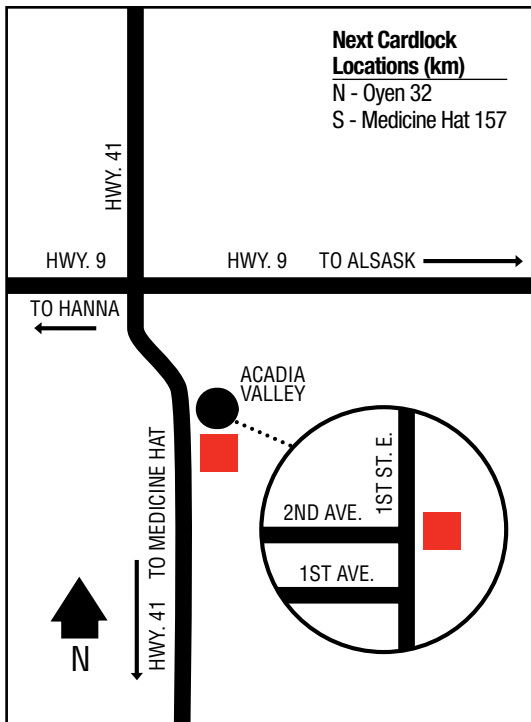 Next Cardlock
Locations (km)
N - Oyen 32
S - Medicine Hat 157
HWY. 41
HWY. 9
HWY. 9
TO ALSASK
TO HANNA
ACADIA
VALLEY
HWY. 41
TO MEDICINE HAT
1ST ST. E.
2ND AVE.
1ST AVE.
N